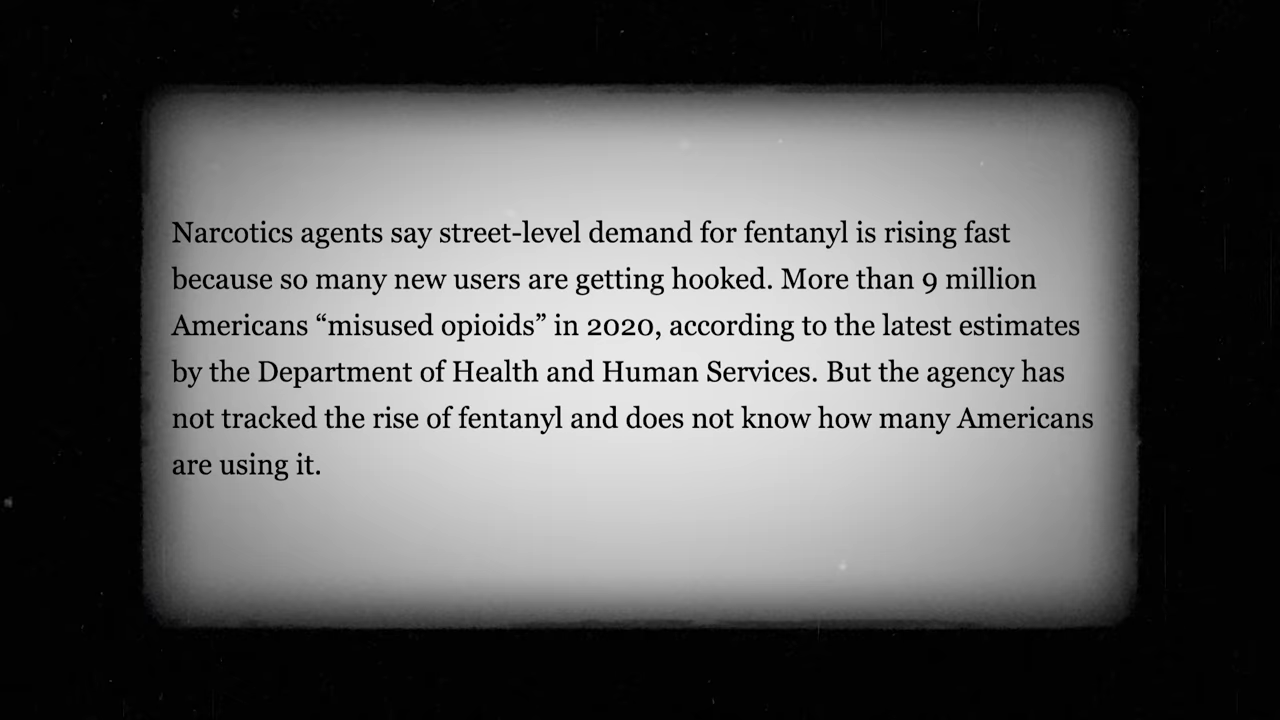 Narcotics agents say street-level demand for fentanyl is rising fast
because so many new users are getting hooked. More than 9 million
Americans “misused opioids” in 2020, according to the latest estimates
by the Department of Health and Human Services. But the agency has
not tracked the rise of fentanyl and does not know how many Americans
are using it.